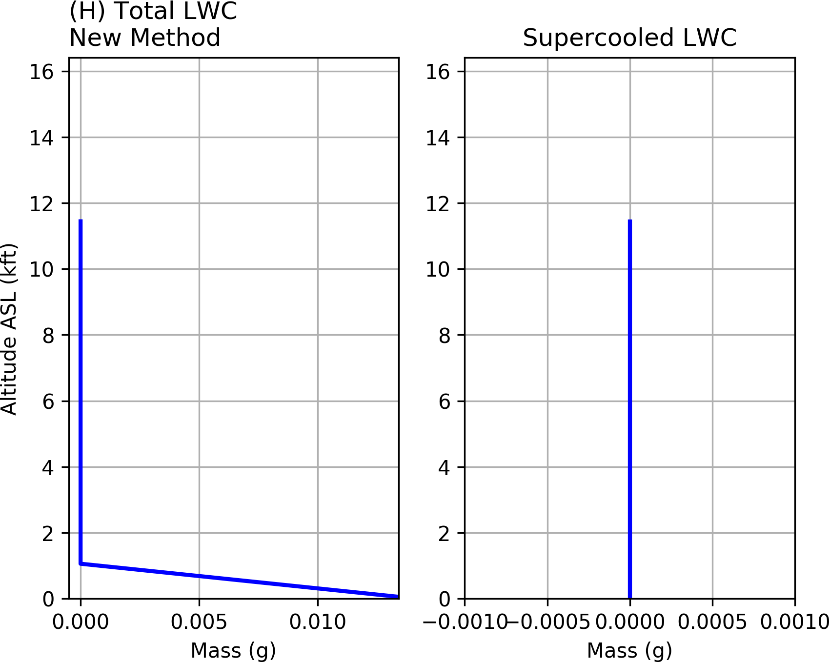 (H) Total LWC
New Method
Supercooled LWC
16
14
12
10
8
6
4
2
0
Altitude ASL (kft)
0.000 0.005 0.010
Mass (g)
16
14
12
10
8
6
4
2
0
−0.0010 −0.0005 0.0000 0.0005 0.0010
Mass (g)